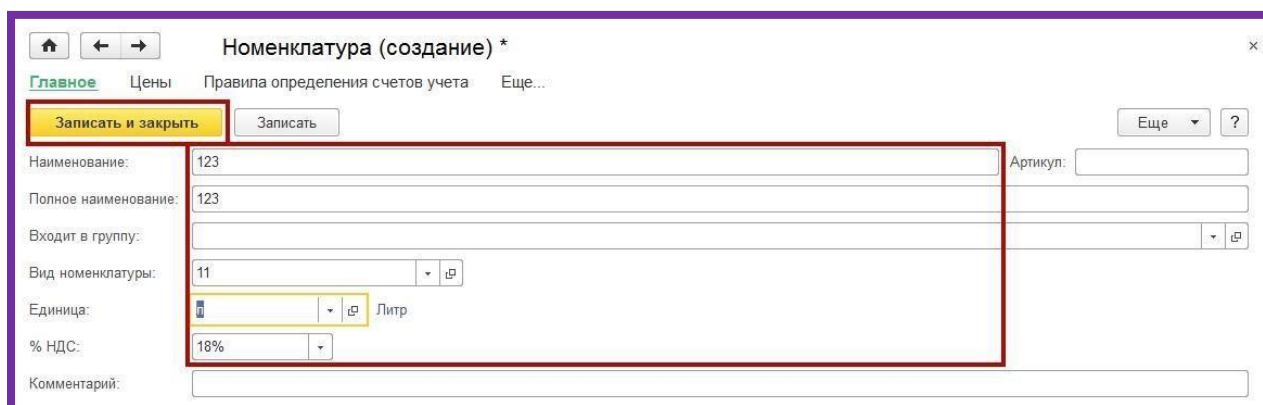 Номенклатура (создание) *
Главное Цены Правила определения счетов учета Еще...
Записать и закрыть Записать Еще ?
Наименование: 123 Артикул:
Полное наименование: 123
Входит в группу:
Вид номенклатуры: 11
Единица: л Литр
% НДС: 18%
Комментарий: